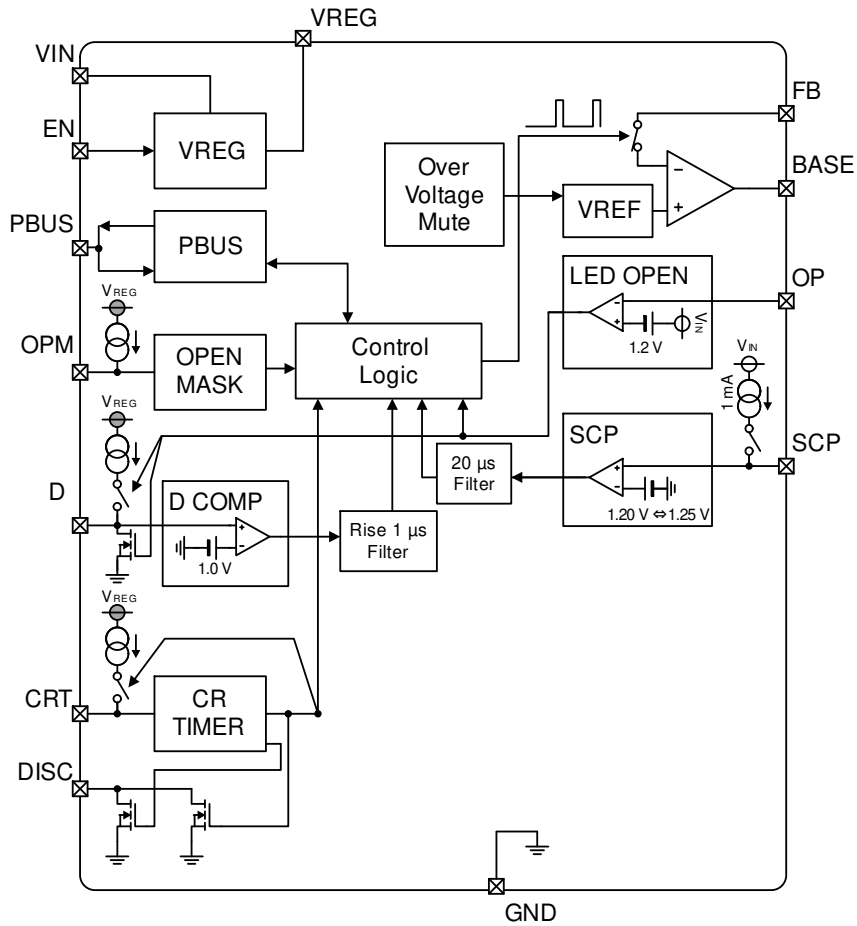 VREG
VIN
EN
VREG
PBUS
PBUS
VREG
OPM
OPEN
MASK
Control
Logic
Over
Voltage
Mute
VREF
−
+
FB
BASE
LED OPEN
−
+
1.2 V
VIN
OP
VIN
1 mA
SCP
+
−
1.20 V ⇔1.25 V
SCP
20 µs
Filter
VREG
D
D COMP
+
−
1.0 V
Rise 1 µs
Filter
VREG
CRT
CR
TIMER
DISC
GND